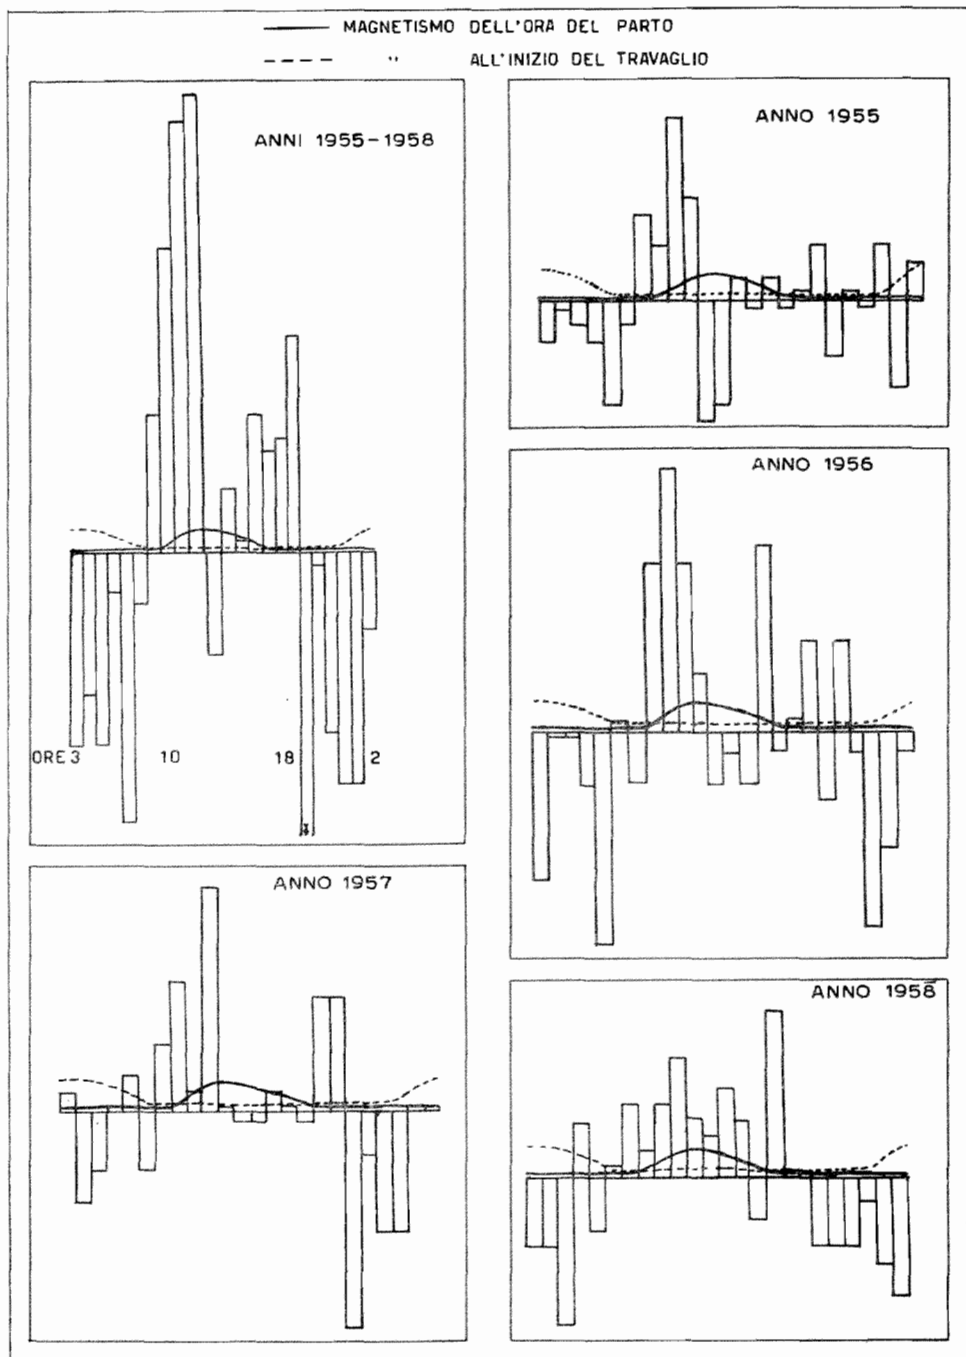 MAGNETISMO DELL'ORA DEL PARTO
" ALL'INIZIO DEL TRAVAGLIO
ANNI 1955-1958
ANNO 1955
ANNO 1956
ORE 3 10 18 2
ANNO 1957
ANNO 1958